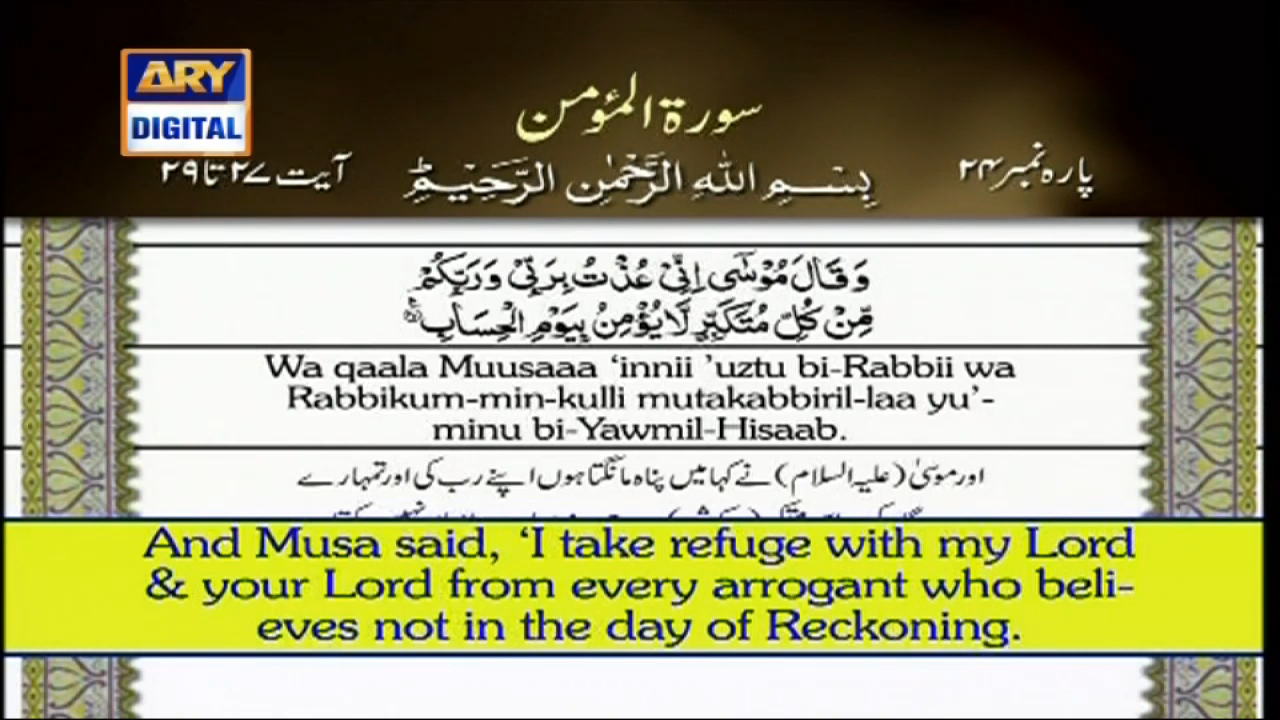 ARY
DIGITAL
سورۃ المؤمن
پارہ نمبر ۲۴
بِسْمِ اللهِ الرَّحْمٰنِ الرَّحِيْمِ
آیت ۲۷ تا ۲۹
وَقَالَ مُوْسٰٓى اِنِّىْ عُذْتُ بِرَبِّىْ وَرَبِّكُمْ
مِّنْ كُلِّ مُتَكَبِّرٍ لَّا يُؤْمِنُ بِيَوْمِ الْحِسَابِ
Wa qaala Muusaaa ‘innii ’uztu bi-Rabbii wa
Rabbikum-min-kulli mutakabbiril-laa yu’-
minu bi-Yawmil-Hisaab.
اور موسیٰ (علیہ السلام) نے کہا میں پناہ مانگتا ہوں اپنے رب کی اور تمہارے
And Musa said, ‘I take refuge with my Lord
& your Lord from every arrogant who beli-
eves not in the day of Reckoning.